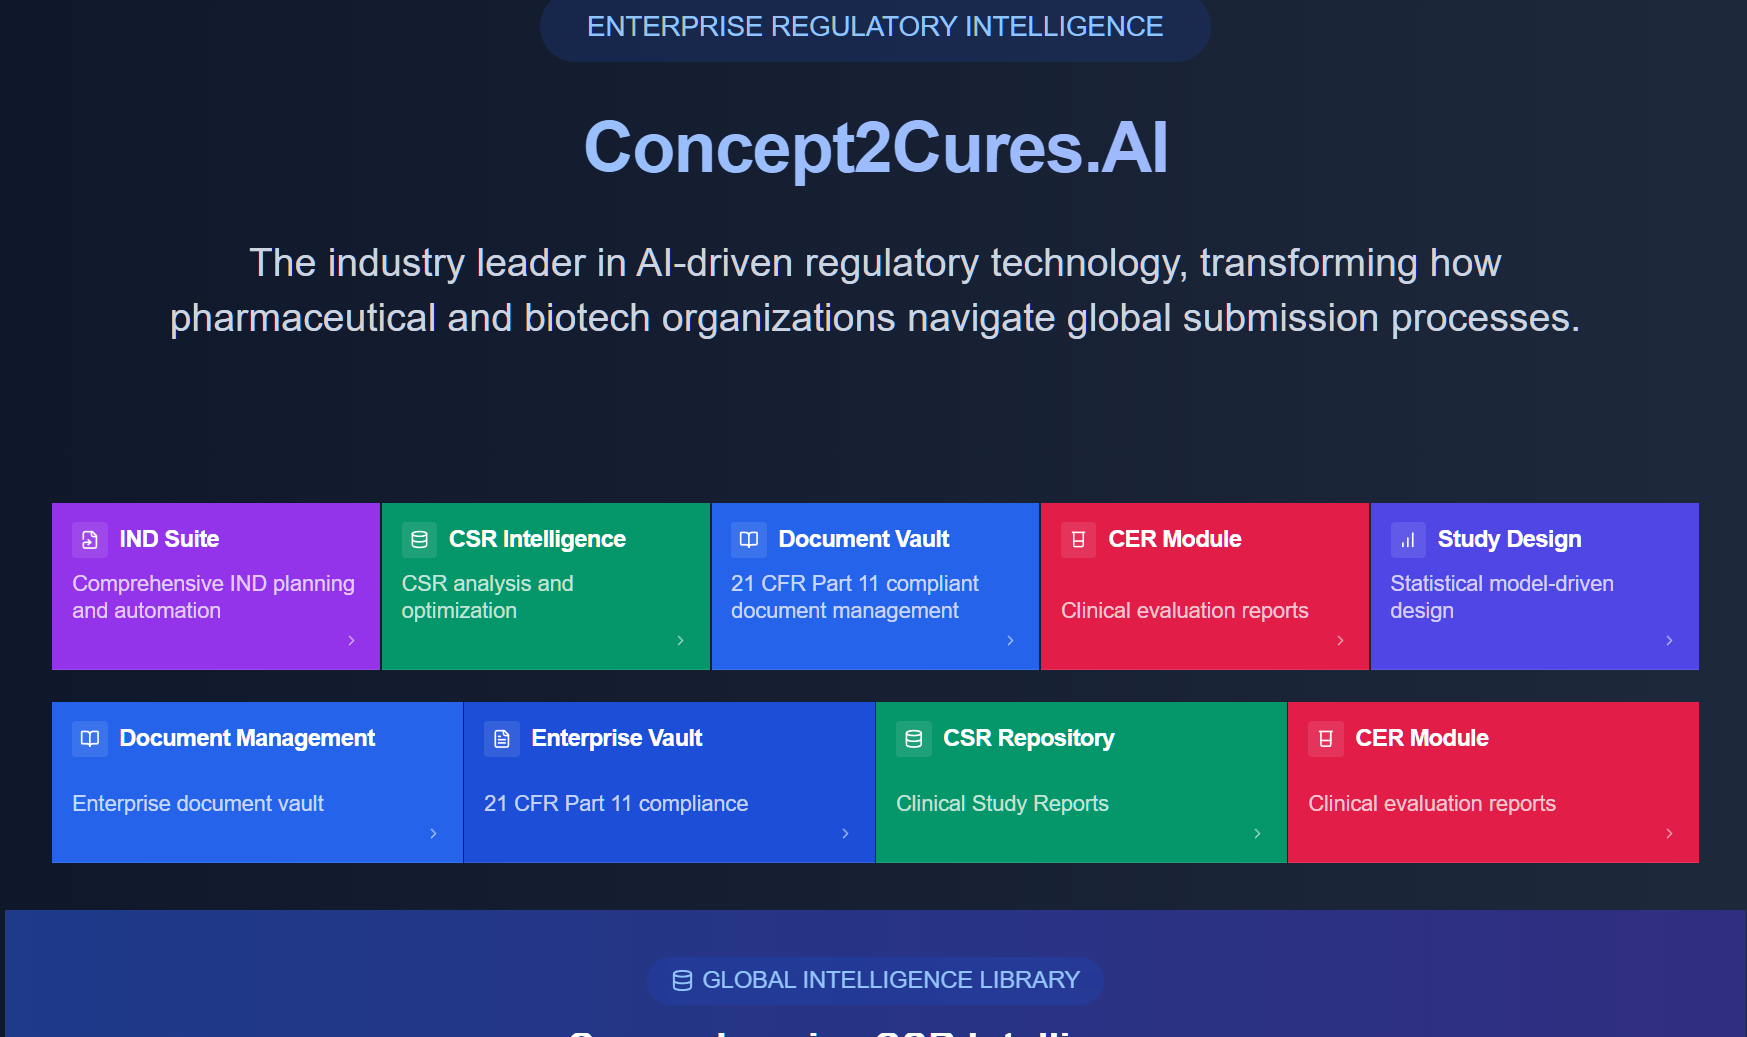 ENTERPRISE REGULATORY INTELLIGENCE
Concept2Cures.AI
The industry leader in AI-driven regulatory technology, transforming how
pharmaceutical and biotech organizations navigate global submission processes.
IND Suite
Comprehensive IND planning
and automation
CSR Intelligence
CSR analysis and
optimization
Document Vault
21 CFR Part 11 compliant
document management
CER Module
Clinical evaluation reports
Study Design
Statistical model-driven
design
Document Management
Enterprise document vault
Enterprise Vault
21 CFR Part 11 compliance
CSR Repository
Clinical Study Reports
CER Module
Clinical evaluation reports
GLOBAL INTELLIGENCE LIBRARY